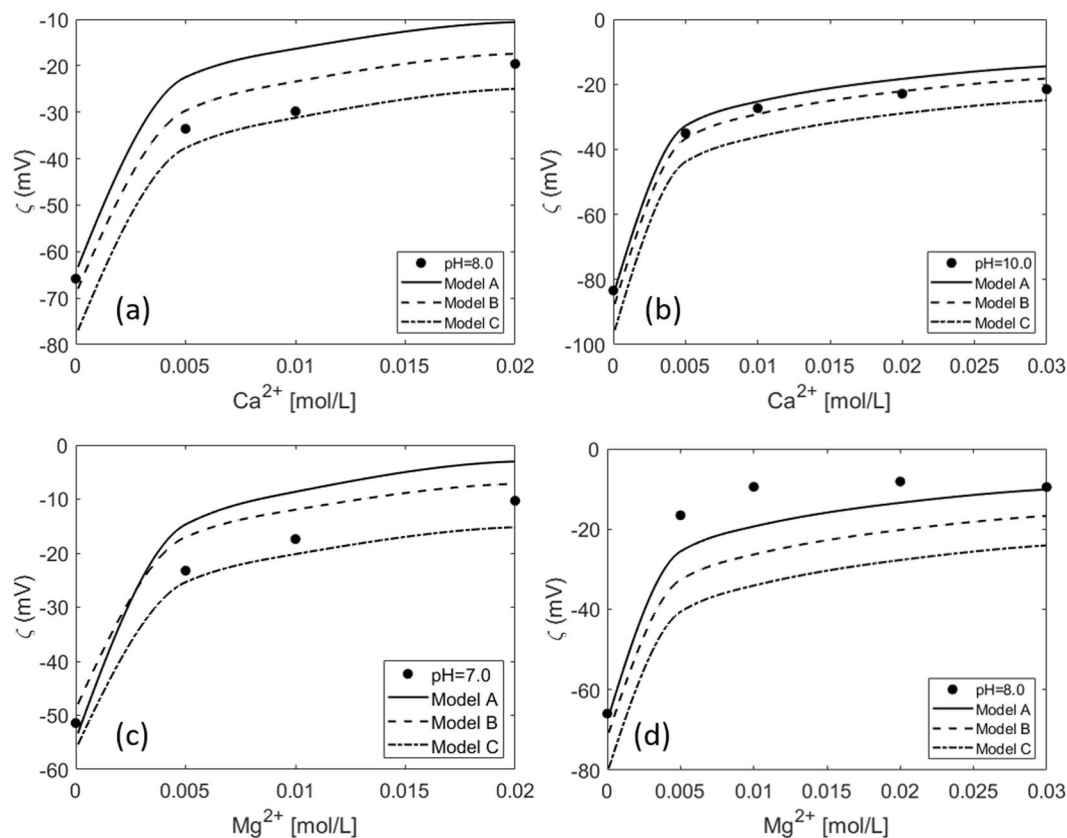 -10
-20
-30
-40
-50
-60
-70
-80
ζ (mV)
(a)
pH=8.0
Model A
Model B
Model C
0 0.005 0.01 0.015 0.02
Ca2+ [mol/L]
0
-20
-40
-60
-80
-100
ζ (mV)
(b)
pH=10.0
Model A
Model B
Model C
0 0.005 0.01 0.015 0.02 0.025 0.03
Ca2+ [mol/L]
0
-10
-20
-30
-40
-50
-60
ζ (mV)
(c)
pH=7.0
Model A
Model B
Model C
0 0.005 0.01 0.015 0.02
Mg2+ [mol/L]
0
-20
-40
-60
-80
ζ (mV)
(d)
pH=8.0
Model A
Model B
Model C
0 0.005 0.01 0.015 0.02 0.025 0.03
Mg2+ [mol/L]